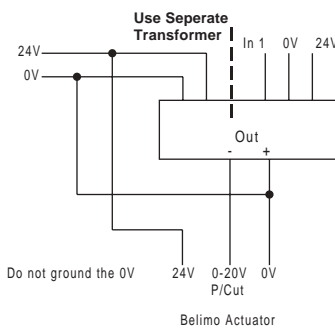 Use Seperate
Transformer
24V
0V
In 1 0V 24V
Out
- +
Do not ground the 0V
24V 0-20V 0V
P/Cut
Belimo Actuator